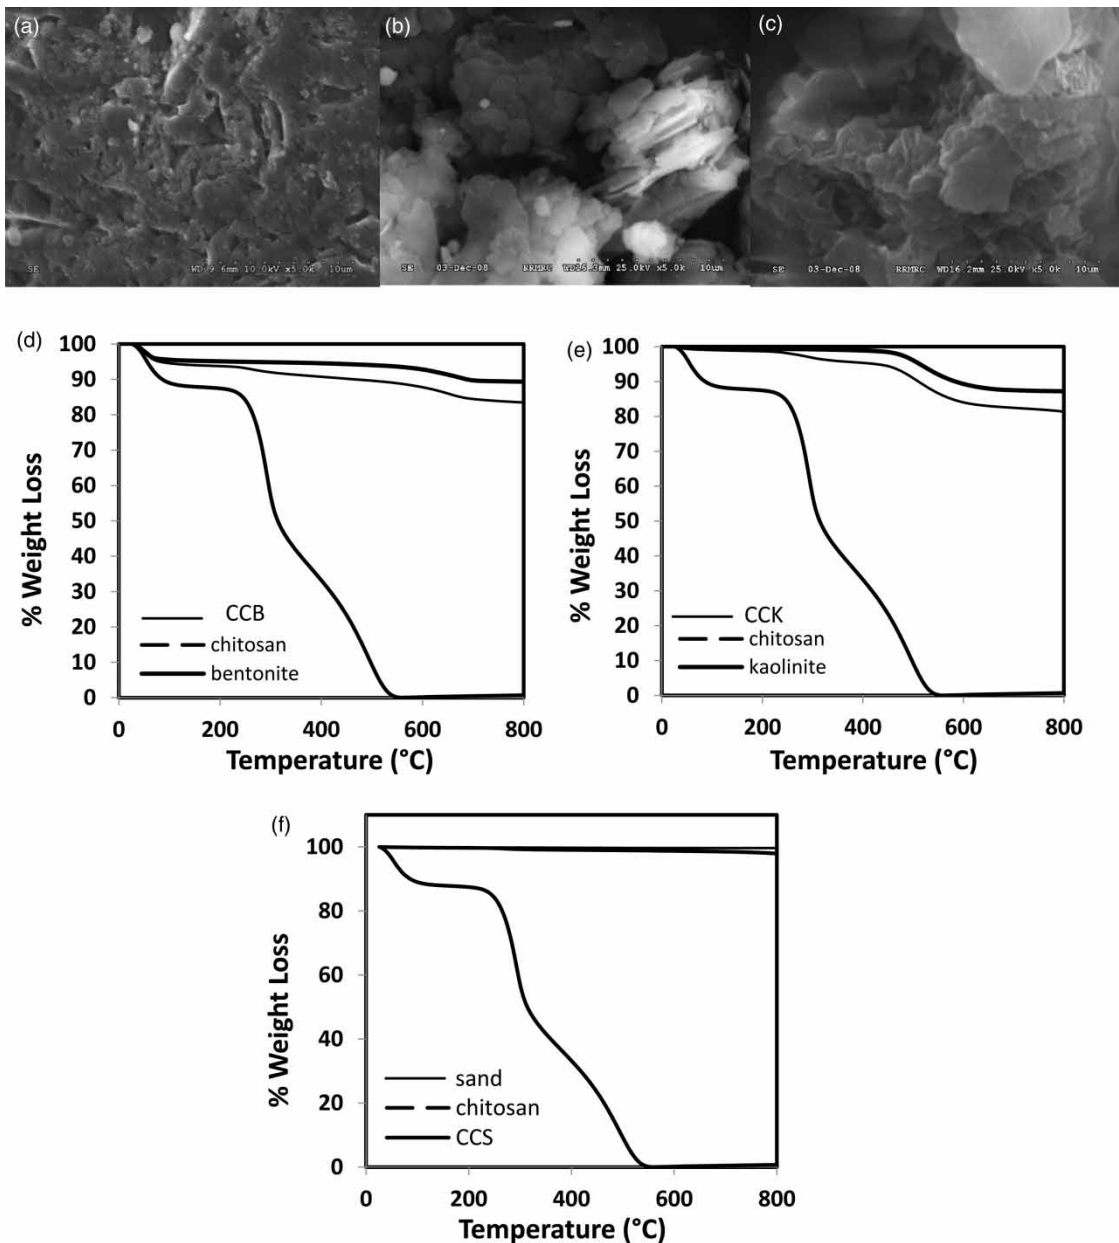 (a)
(b)
(c)
SE WD 9.6mm 10.0kV x5.0k 10um
SE 03-Dec-08 RRMRC WD16.3mm 25.0kV x5.0k 10um
SE 03-Dec-08 RRMRC WD16.2mm 25.0kV x5.0k 10um
(d)
100
90
80
70
60
50
40
30
20
10
0
% Weight Loss
CCB
chitosan
bentonite
0 200 400 600 800
Temperature (°C)
(e)
100
90
80
70
60
50
40
30
20
10
0
% Weight Loss
CCK
chitosan
kaolinite
0 200 400 600 800
Temperature (°C)
(f)
100
80
60
40
20
0
% Weight Loss
sand
chitosan
CCS
0 200 400 600 800
Temperature (°C)